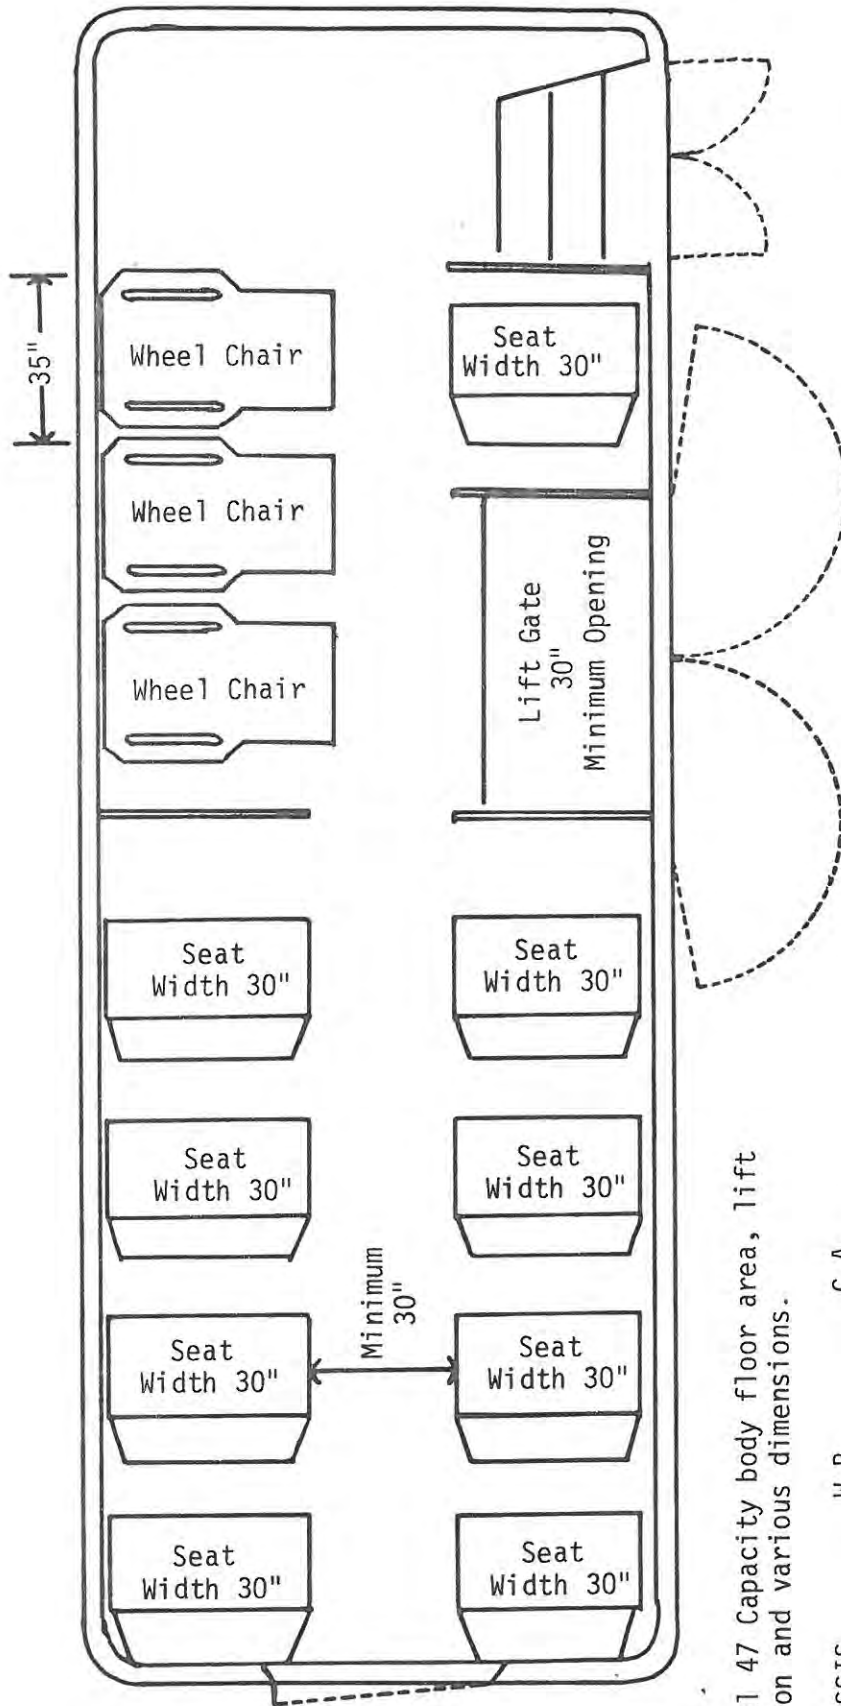 35"
Wheel Chair
Seat
Width 30"
Wheel Chair
Lift Gate
30"
Minimum Opening
Wheel Chair
Seat
Width 30"
Seat
Width 30"
Seat
Width 30"
Seat
Width 30"
Minimum
30"
Seat
Width 30"
Seat
Width 30"
Seat
Width 30"
Seat
Width 30"
l 47 Capacity body floor area, lift
on and various dimensions.